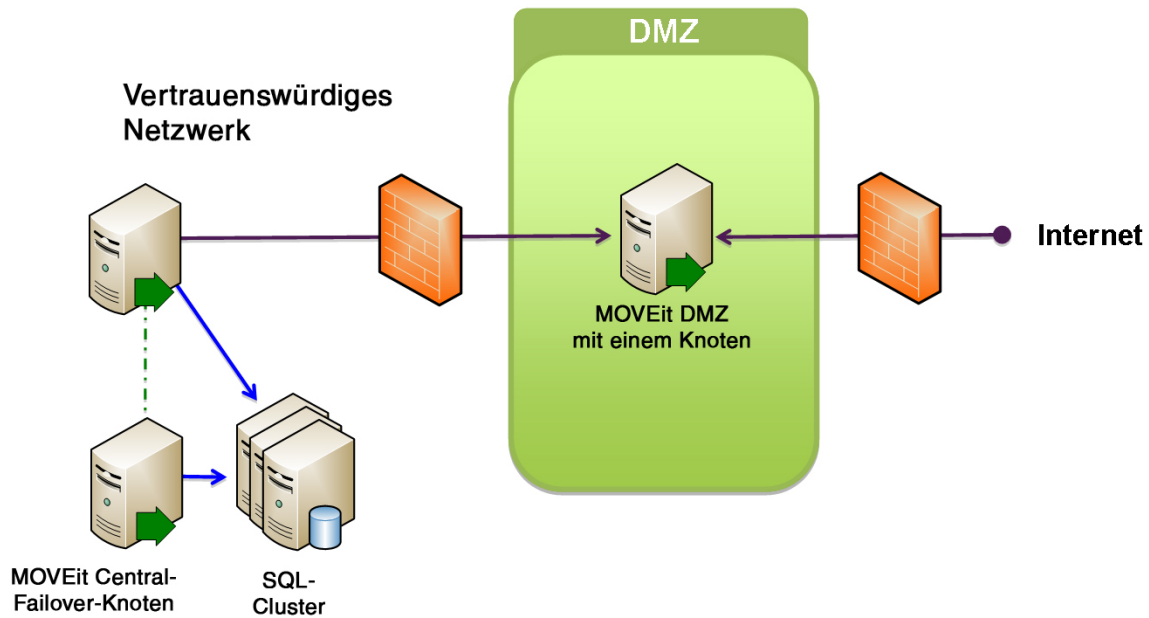 DMZ
Vertrauenswürdiges
Netzwerk
Internet
MOVEit DMZ
mit einem Knoten
MOVEit Central-
Failover-Knoten
SQL-
Cluster